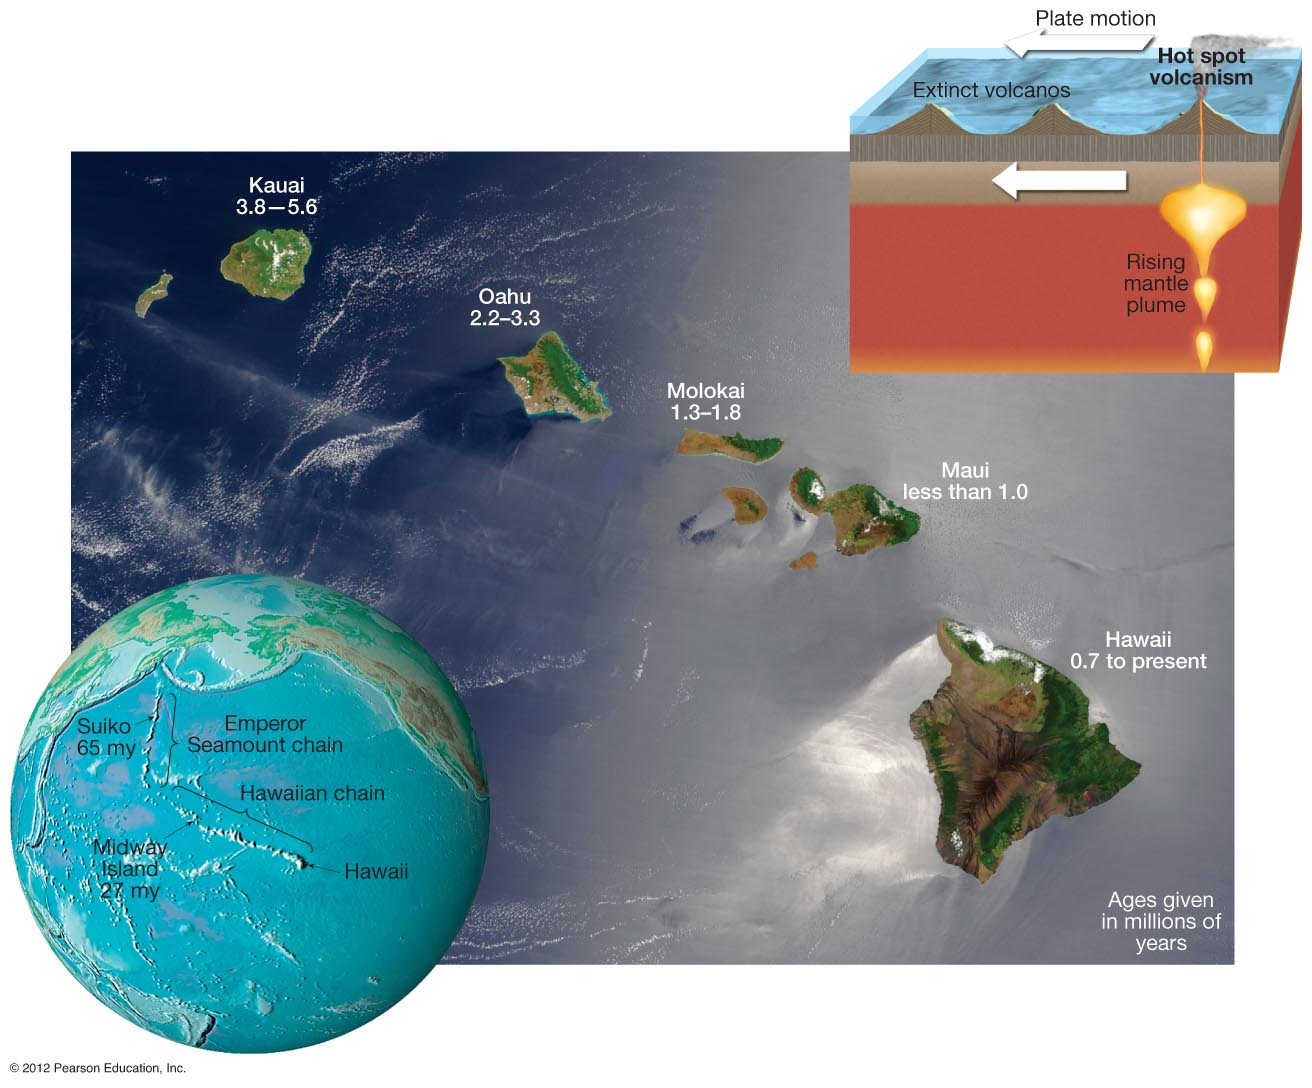 Plate motion
Hot spot
volcanism
Extinct volcanos
Rising
mantle
plume
Kauai
3.8—5.6
Oahu
2.2–3.3
Molokai
1.3–1.8
Maui
less than 1.0
Hawaii
0.7 to present
Suiko
65 my
Emperor
Seamount chain
Hawaiian chain
Midway
Island
27 my
Hawaii
Ages given
in millions of
years
© 2012 Pearson Education, Inc.